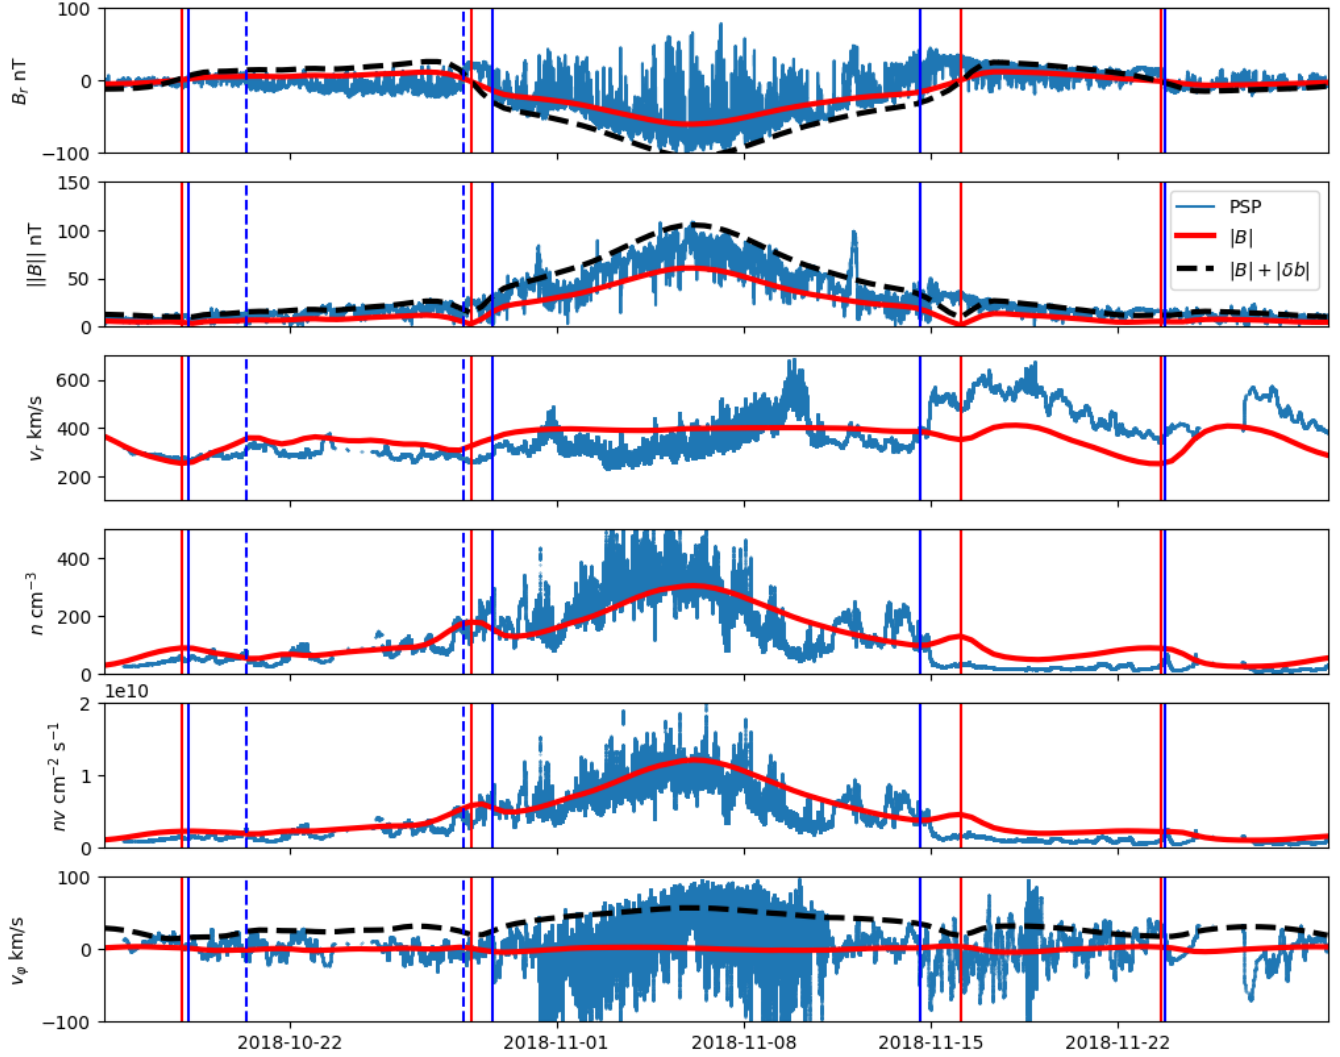 100
0
−100
B_r nT
150
100
50
0
||B|| nT
PSP
|B|
|B| + |δb|
600
400
200
v_r km/s
400
200
0
n cm⁻³
1e10
2
1
0
nv cm⁻² s⁻¹
100
0
−100
v_φ km/s
2018-10-22 2018-11-01 2018-11-08 2018-11-15 2018-11-22